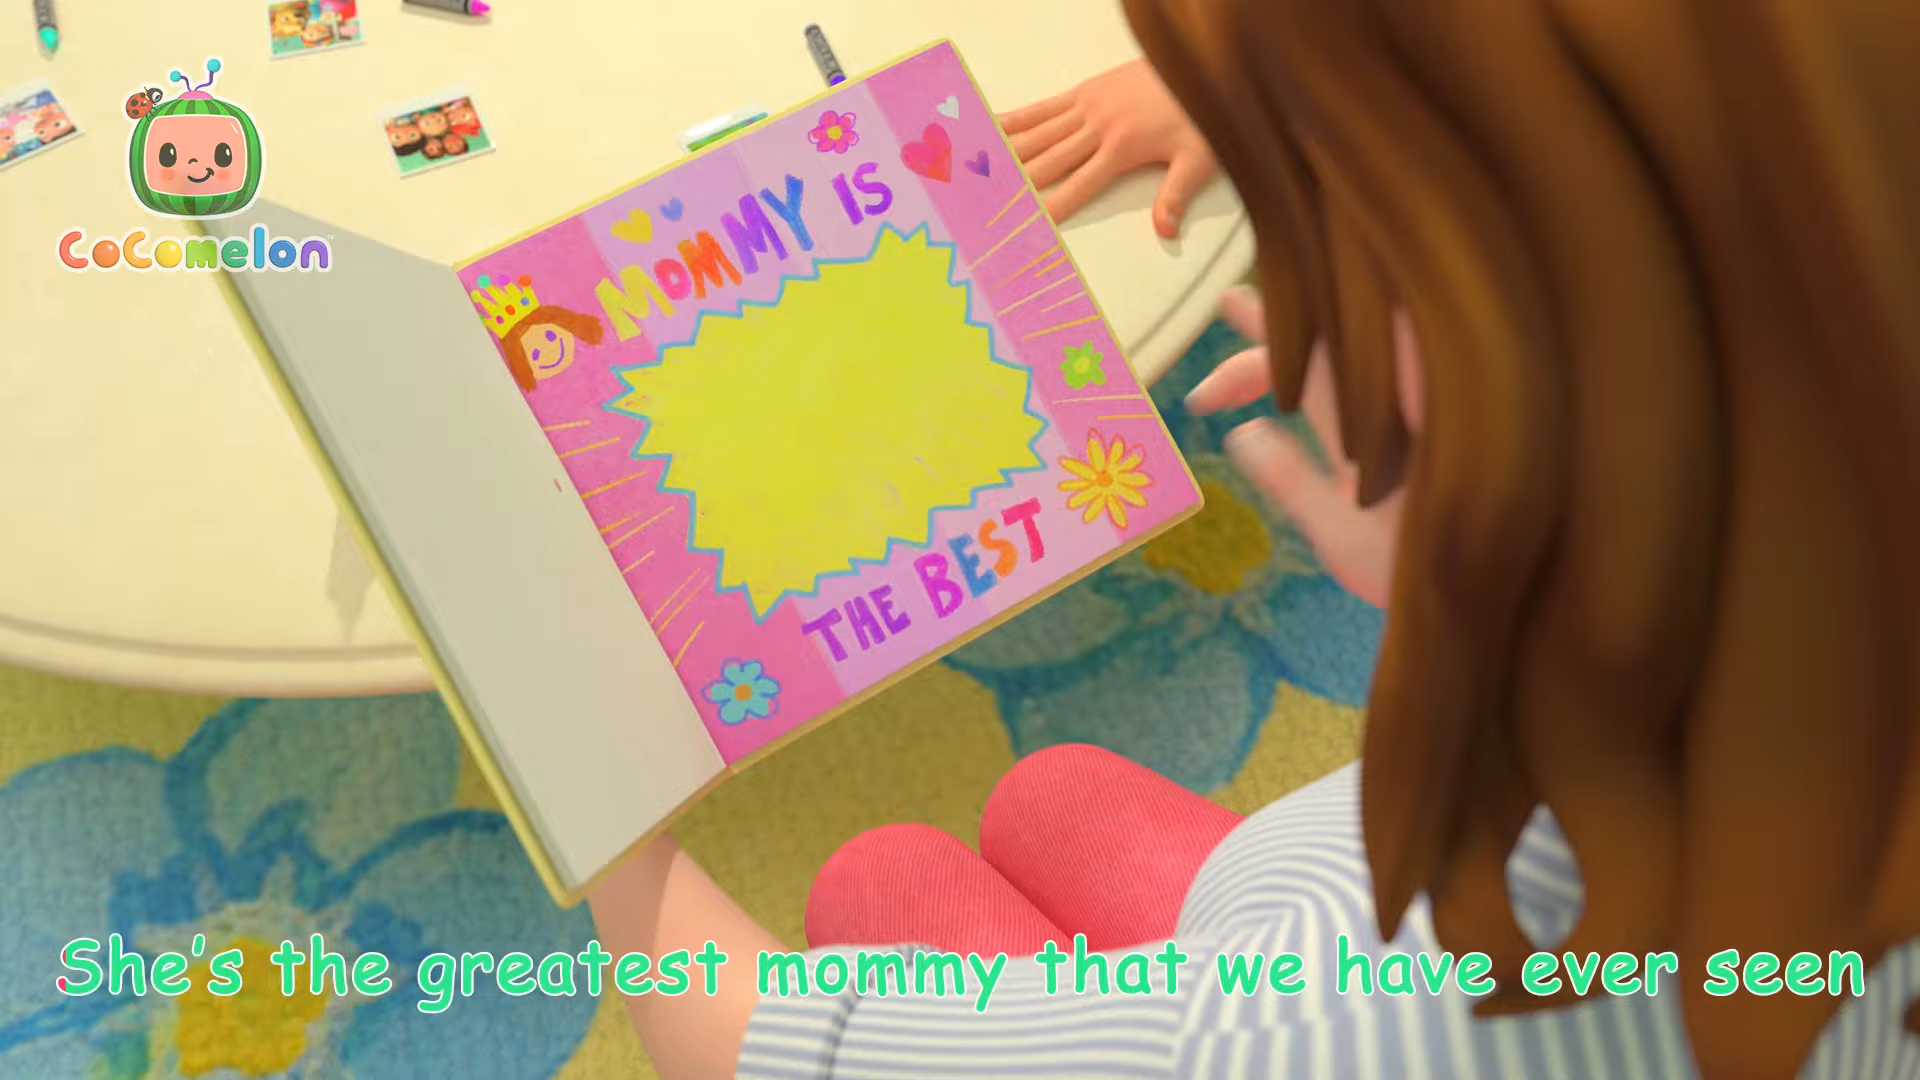 CoComelon
MOMMY IS
THE BEST
She's the greatest mommy that we have ever seen